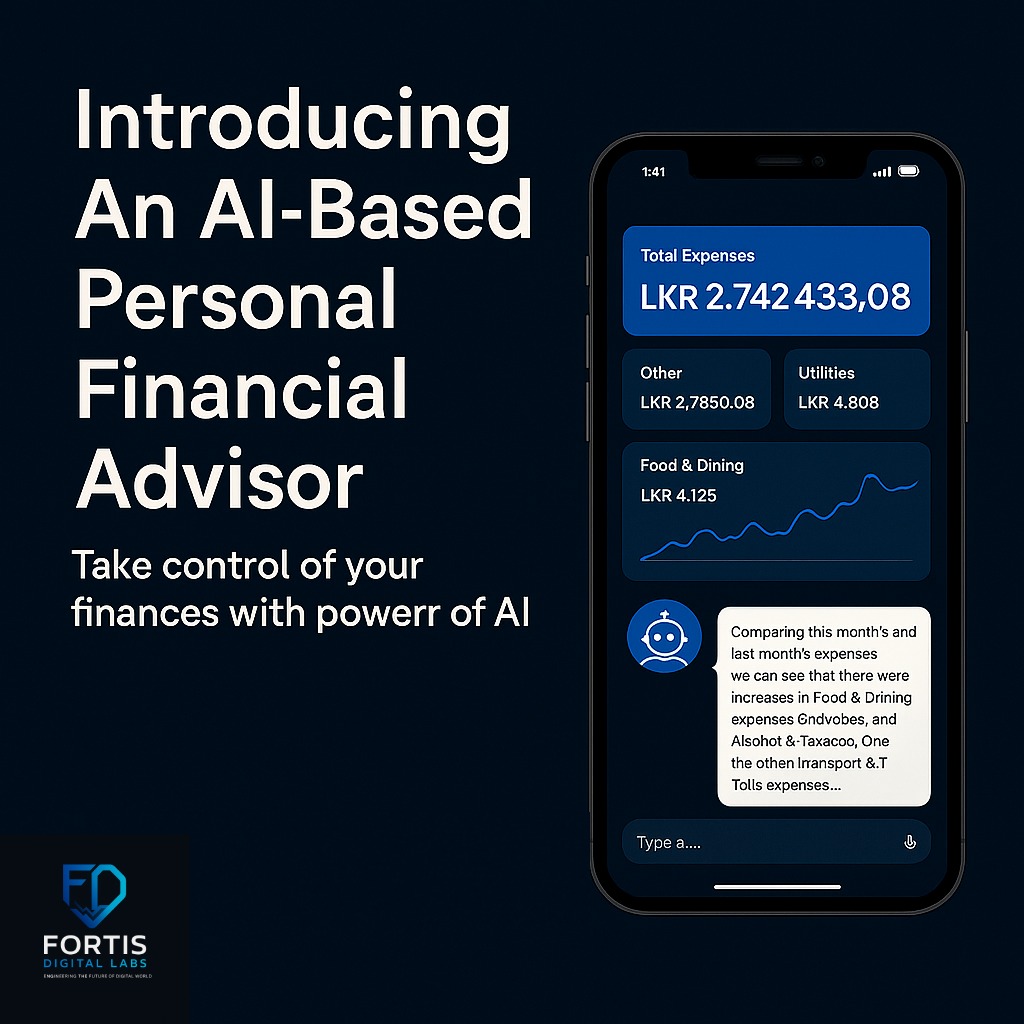 Introducing
An AI-Based
Personal
Financial
Advisor
Take control of your
finances with powerr of AI
1:41
Total Expenses
LKR 2.742 433,08
Other
LKR 2,7850.08
Utilities
LKR 4.808
Food & Dining
LKR 4.125
Comparing this month's and
last month's expenses
we can see that there were
increases in Food & Drining
expenses Gndvobes, and
Alsohot &-Taxacoo, One
the othen Irransport &.T
Tolls expenses...
Type a....
FD
FORTIS
DIGITAL LABS
ENGINEERING THE FUTURE OF DIGITAL WORLD